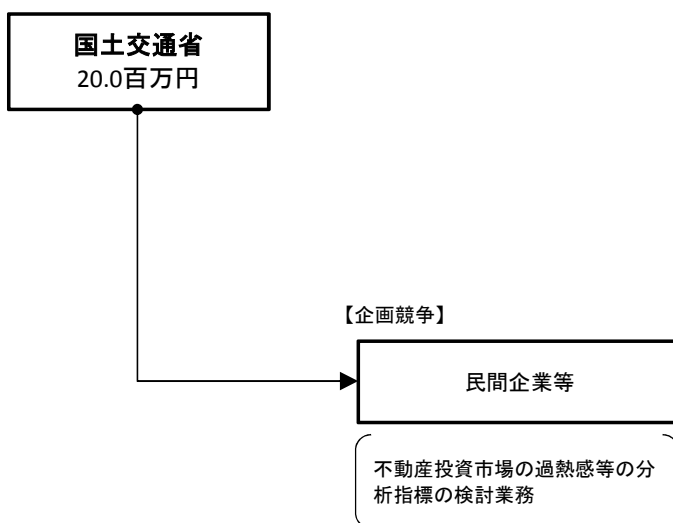 国土交通省
20.0百万円
【企画競争】
民間企業等
不動産投資市場の過熱感等の分
析指標の検討業務